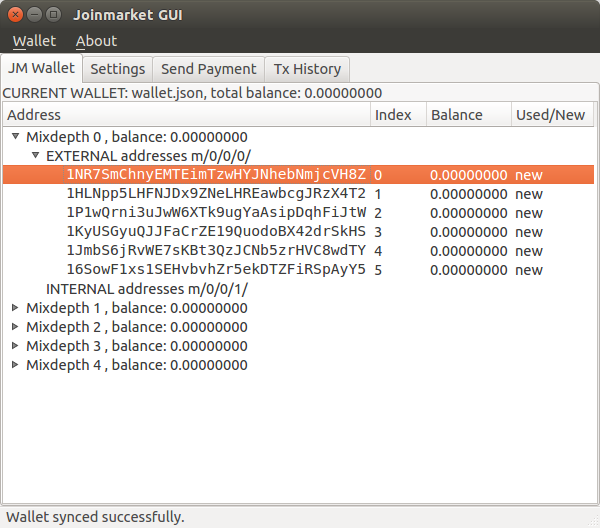 Joinmarket GUI
Wallet About
JM Wallet Settings Send Payment Tx History
CURRENT WALLET: wallet.json, total balance: 0.00000000
Address Index Balance Used/New
Mixdepth 0 , balance: 0.00000000
EXTERNAL addresses m/0/0/0/
1NR7SmChnyEMTEimTzwHYJNhebNmjcVH8Z 0 0.00000000 new
1HLNpp5LHFNJDx9ZNeLHREawbcgJRzX4T2 1 0.00000000 new
1P1wQrni3uJwW6XTk9ugYaAsipDqhFiJtW 2 0.00000000 new
1KyUSGyuQJJFaCrZE19QuodoBX42drSkHS 3 0.00000000 new
1JmbS6jRvWE7sKBt3QzJCNb5zrHVC8wdTY 4 0.00000000 new
16SowF1xs1SEHvbvhZr5ekDTZFiRSpAyY5 5 0.00000000 new
INTERNAL addresses m/0/0/1/
Mixdepth 1 , balance: 0.00000000
Mixdepth 2 , balance: 0.00000000
Mixdepth 3 , balance: 0.00000000
Mixdepth 4 , balance: 0.00000000
Wallet synced successfully.